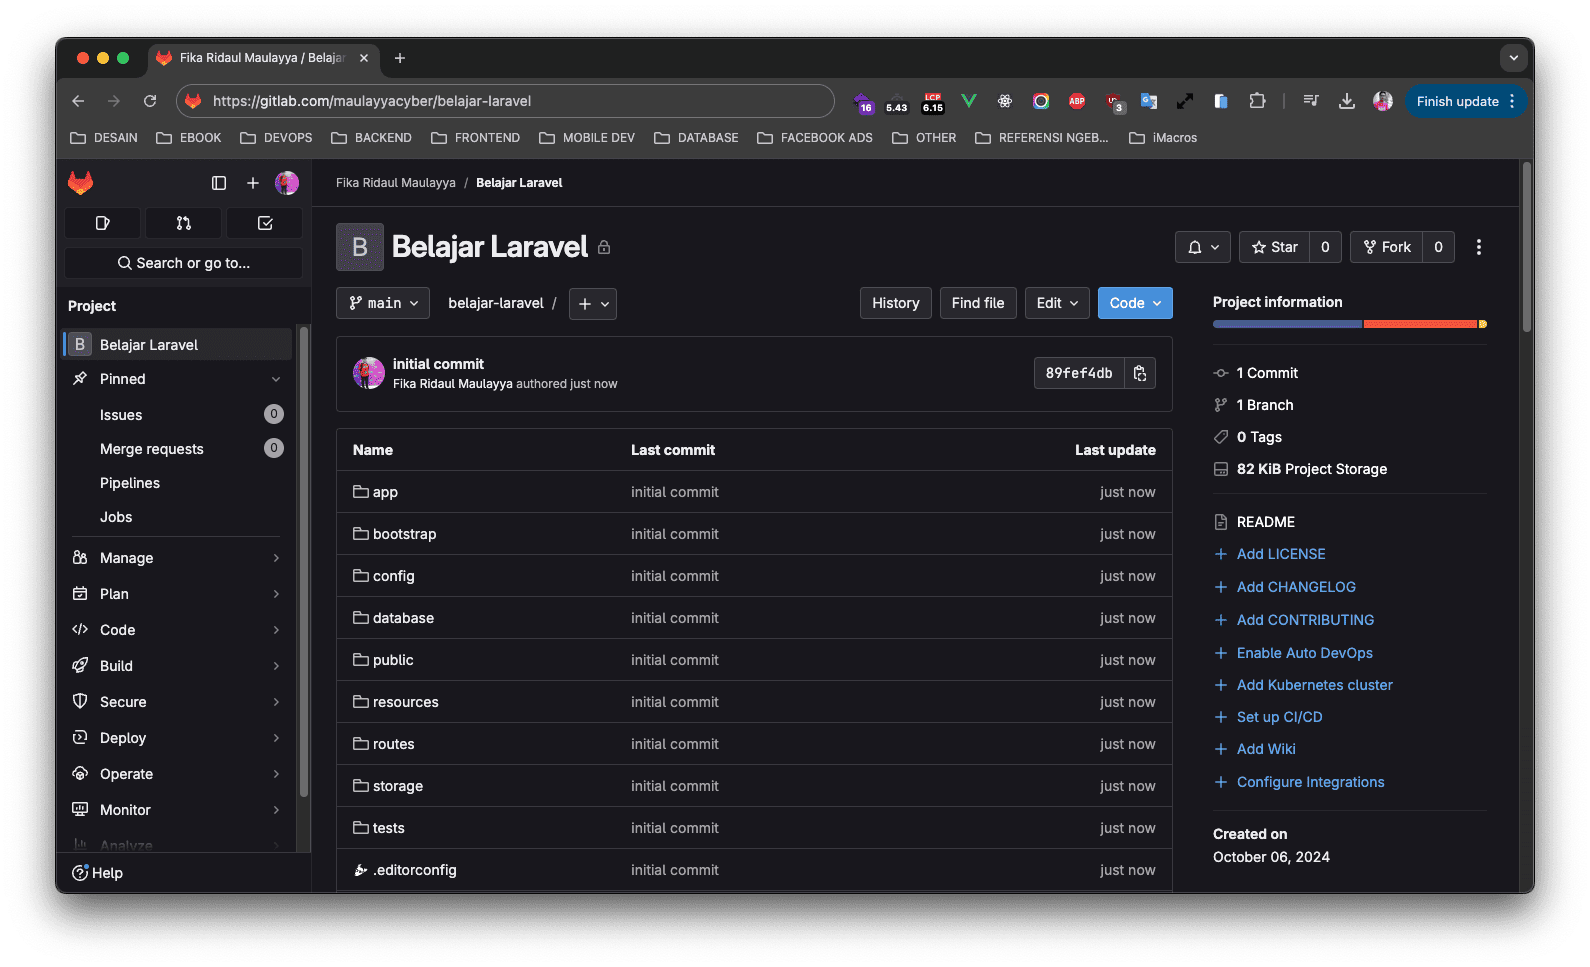 Fika Ridaul Maulayya / Belajar
https://gitlab.com/maulayyacyber/belajar-laravel
16
5.43
LCP
6.15
ABP
3
Finish update
DESAIN
EBOOK
DEVOPS
BACKEND
FRONTEND
MOBILE DEV
DATABASE
FACEBOOK ADS
OTHER
REFERENSI NGEB...
iMacros
Search or go to...
Project
B Belajar Laravel
Pinned
Issues 0
Merge requests 0
Pipelines
Jobs
Manage
Plan
Code
Build
Secure
Deploy
Operate
Monitor
Analyze
Help
Fika Ridaul Maulayya / Belajar Laravel
B Belajar Laravel
Star 0
Fork 0
main
belajar-laravel /
History
Find file
Edit
Code
initial commit
Fika Ridaul Maulayya authored just now
89fef4db
Name Last commit Last update
app initial commit just now
bootstrap initial commit just now
config initial commit just now
database initial commit just now
public initial commit just now
resources initial commit just now
routes initial commit just now
storage initial commit just now
tests initial commit just now
.editorconfig initial commit just now
Project information
1 Commit
1 Branch
0 Tags
82 KiB Project Storage
README
Add LICENSE
Add CHANGELOG
Add CONTRIBUTING
Enable Auto DevOps
Add Kubernetes cluster
Set up CI/CD
Add Wiki
Configure Integrations
Created on
October 06, 2024